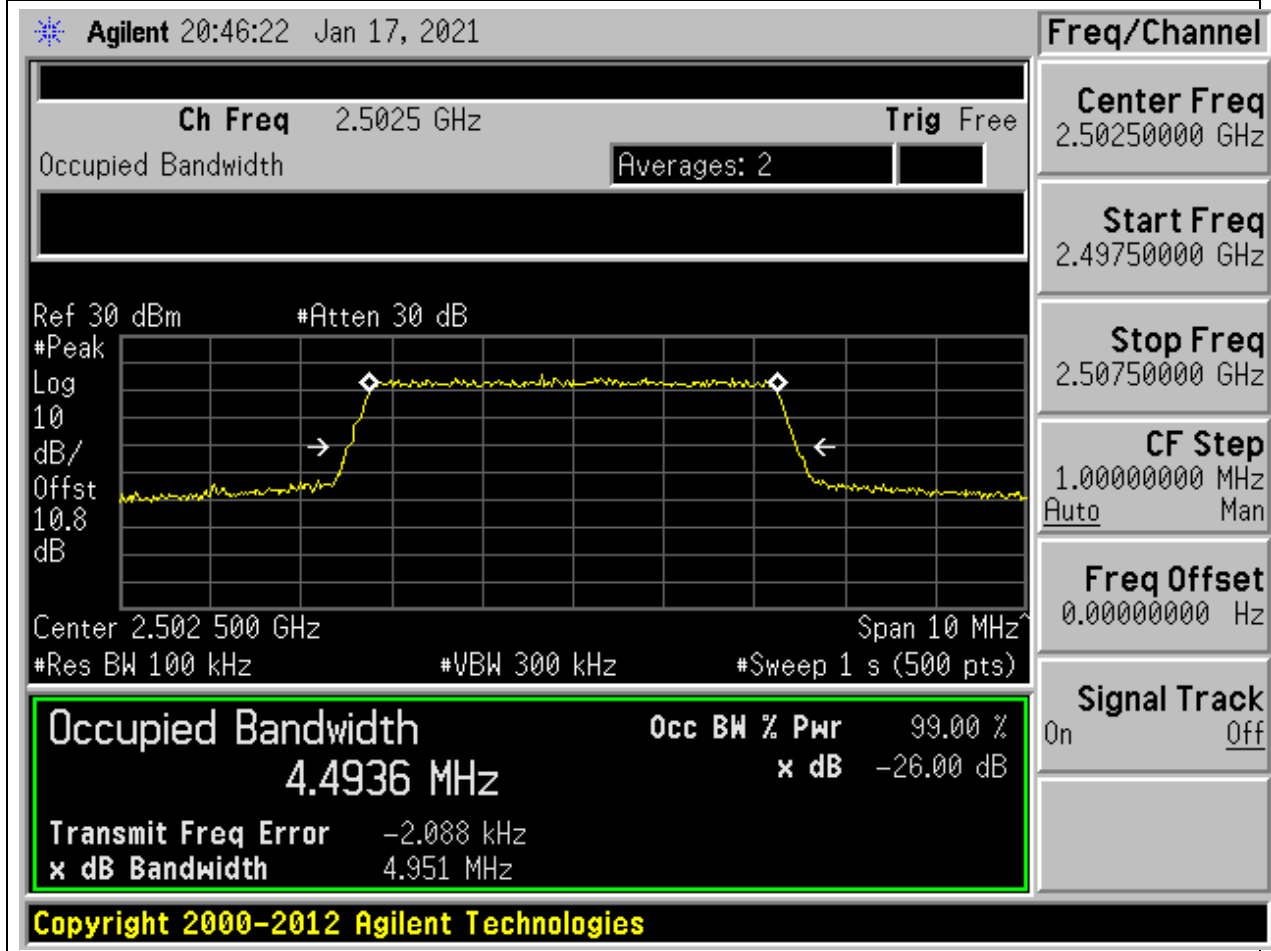 Agilent 20:46:22 Jan 17, 2021
Ch Freq 2.5025 GHz Trig Free
Occupied Bandwidth Averages: 2
Ref 30 dBm #Atten 30 dB
#Peak
Log
10
dB/
Offst
10.8
dB
Center 2.502 500 GHz Span 10 MHz^
#Res BW 100 kHz #VBW 300 kHz #Sweep 1 s (500 pts)
Occupied Bandwidth Occ BW % Pwr 99.00 %
4.4936 MHz x dB -26.00 dB
Transmit Freq Error -2.088 kHz
x dB Bandwidth 4.951 MHz
Copyright 2000-2012 Agilent Technologies
Freq/Channel
Center Freq
2.50250000 GHz
Start Freq
2.49750000 GHz
Stop Freq
2.50750000 GHz
CF Step
1.00000000 MHz
Auto Man
Freq Offset
0.00000000 Hz
Signal Track
On Off